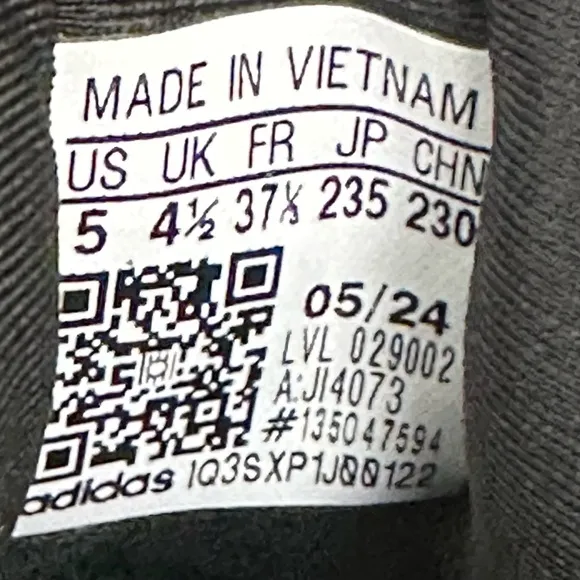 MADE IN VIETNAM
US UK FR JP CHN
5 4½ 37⅓ 235 230
05/24
LVL 029002
A:JI4073
#135047594
adidas 1Q3SXP1J00122